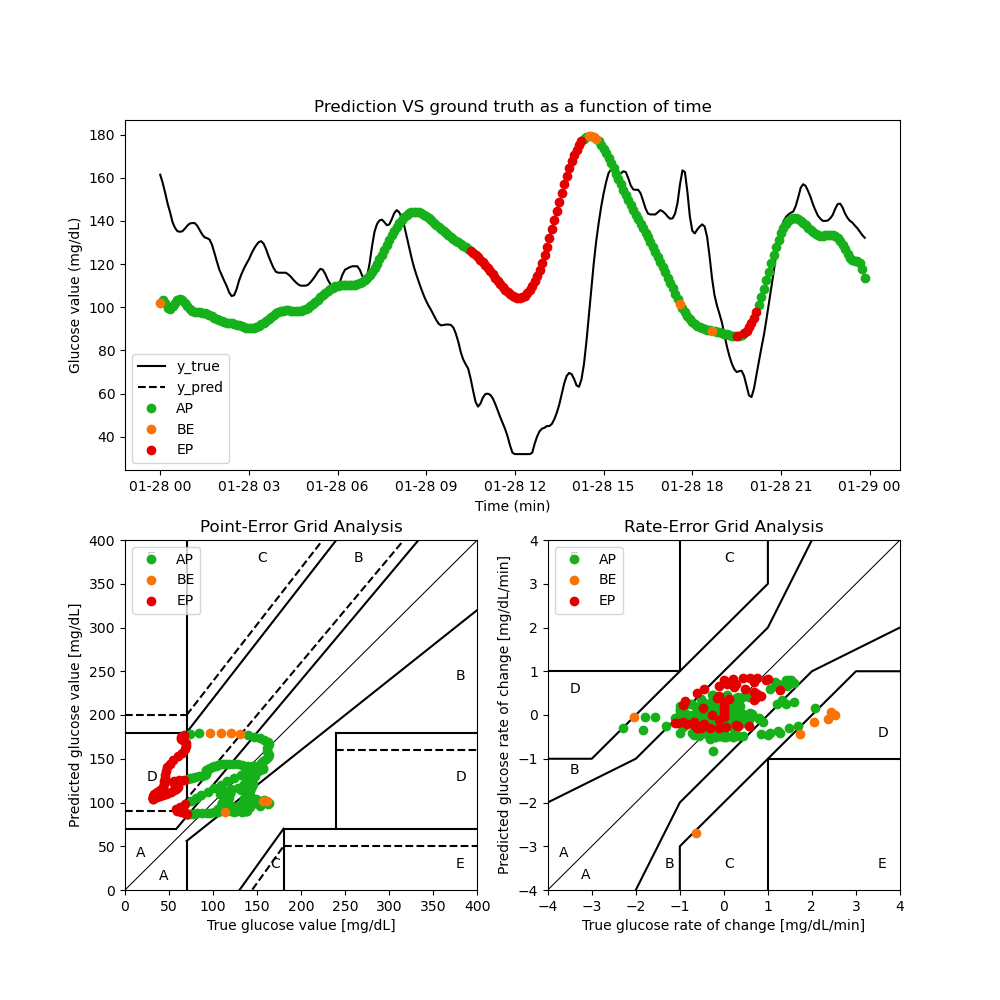 Prediction VS ground truth as a function of time
Glucose value (mg/dL)
180
160
140
120
100
80
60
40
y_true
y_pred
AP
BE
EP
01-28 00 01-28 03 01-28 06 01-28 09 01-28 12 01-28 15 01-28 18 01-28 21 01-29 00
Time (min)
Point-Error Grid Analysis
Predicted glucose value [mg/dL]
400
350
300
250
200
150
100
50
0
AP
BE
EP
C
B
B
D
D
A
A
C
E
0 50 100 150 200 250 300 350 400
True glucose value [mg/dL]
Rate-Error Grid Analysis
Predicted glucose rate of change [mg/dL/min]
4
3
2
1
0
−1
−2
−3
−4
AP
BE
EP
C
D
D
B
A
A
B
C
E
−4 −3 −2 −1 0 1 2 3 4
True glucose rate of change [mg/dL/min]